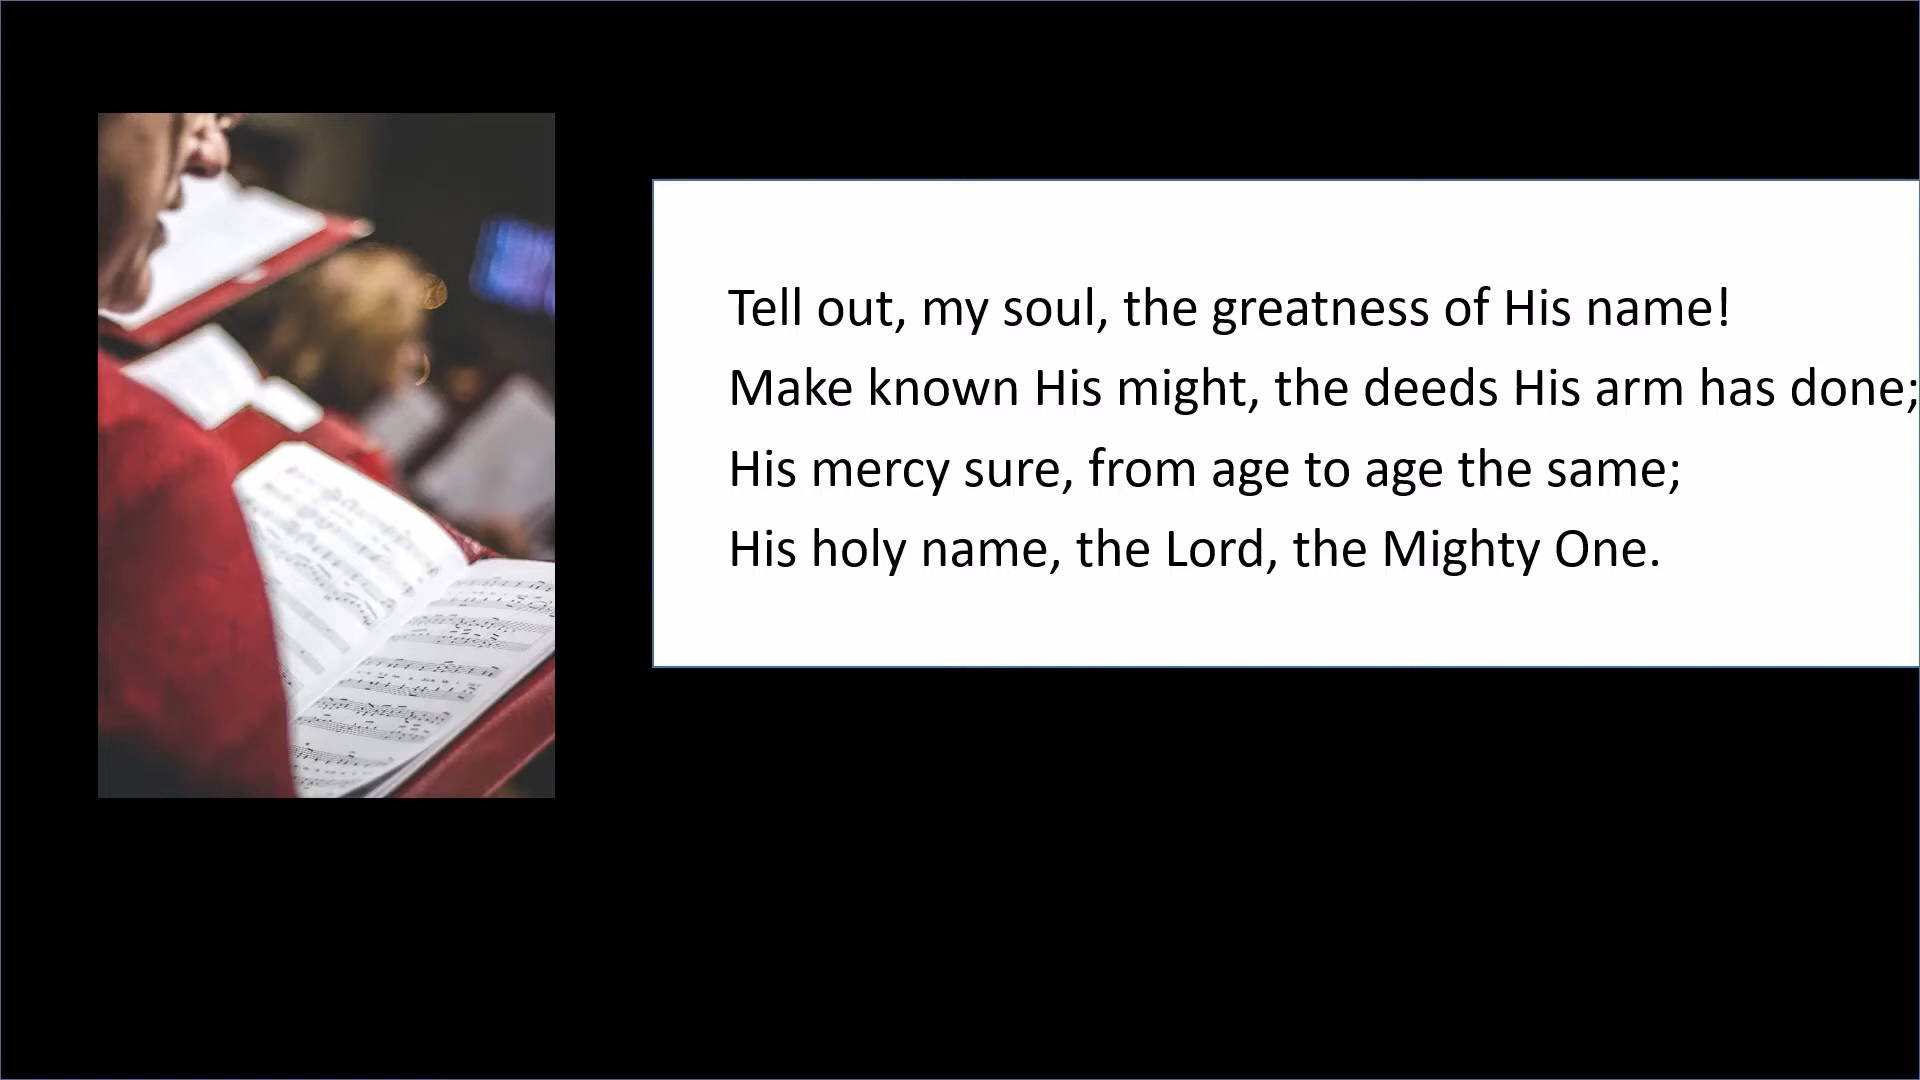 Tell out, my soul, the greatness of His name!
Make known His might, the deeds His arm has done;
His mercy sure, from age to age the same;
His holy name, the Lord, the Mighty One.